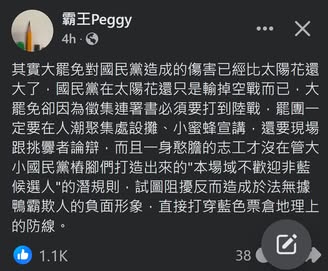 霸王Peggy
4h
其實大罷免對國民黨造成的傷害已經比太陽花還
大了，國民黨在太陽花還只是輸掉空戰而已，大
罷免卻因為徵集連署書必須要打到陸戰，罷團一
定要在人潮聚集處設攤、小蜜蜂宣講，還要現場
跟挑釁者論辯，而且一身憨膽的志工才沒在管大
小國民黨樁腳們打造出來的"本場域不歡迎非藍
候選人"的潛規則，試圖阻擾反而造成於法無據
鴨霸欺人的負面形象，直接打穿藍色票倉地理上
的防線。
1.1K
38